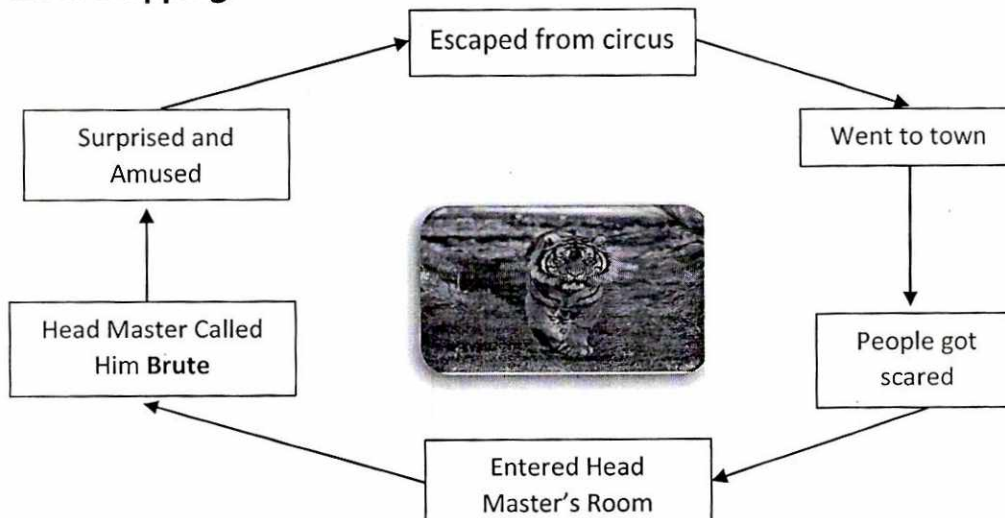 Escaped from circus
Went to town
People got
scared
Entered Head
Master's Room
Head Master Called
Him Brute
Surprised and
Amused